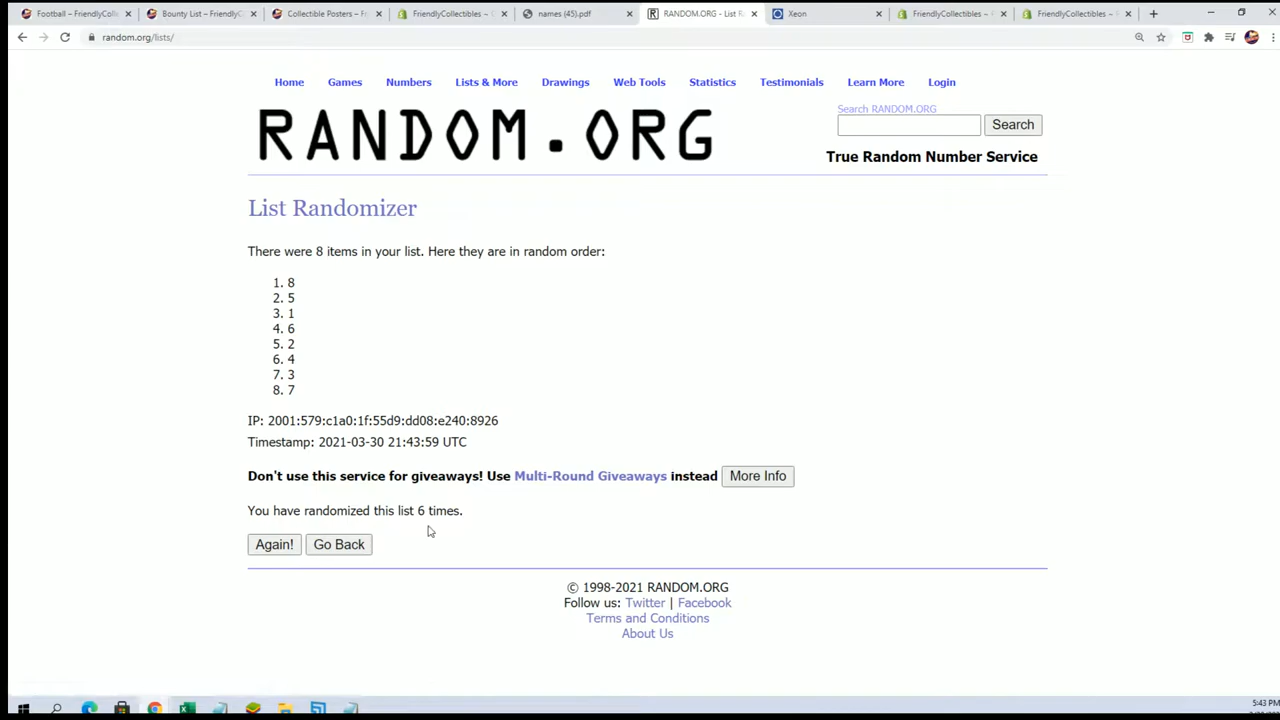 Football – FriendlyColle
Bounty List – FriendlyC
Collectible Posters – F
FriendlyCollectibles ~
names (45).pdf
RANDOM.ORG - List R
Xeon
FriendlyCollectibles ~
FriendlyCollectibles ~
random.org/lists/
Home Games Numbers Lists & More Drawings Web Tools Statistics Testimonials Learn More Login
Search RANDOM.ORG
RANDOM.ORG
Search
True Random Number Service
List Randomizer
There were 8 items in your list. Here they are in random order:
1. 8
2. 5
3. 1
4. 6
5. 2
6. 4
7. 3
8. 7
IP: 2001:579:c1a0:1f:55d9:dd08:e240:8926
Timestamp: 2021-03-30 21:43:59 UTC
Don't use this service for giveaways! Use Multi-Round Giveaways instead More Info
You have randomized this list 6 times.
Again! Go Back
© 1998-2021 RANDOM.ORG
Follow us: Twitter | Facebook
Terms and Conditions
About Us
5:43 PM